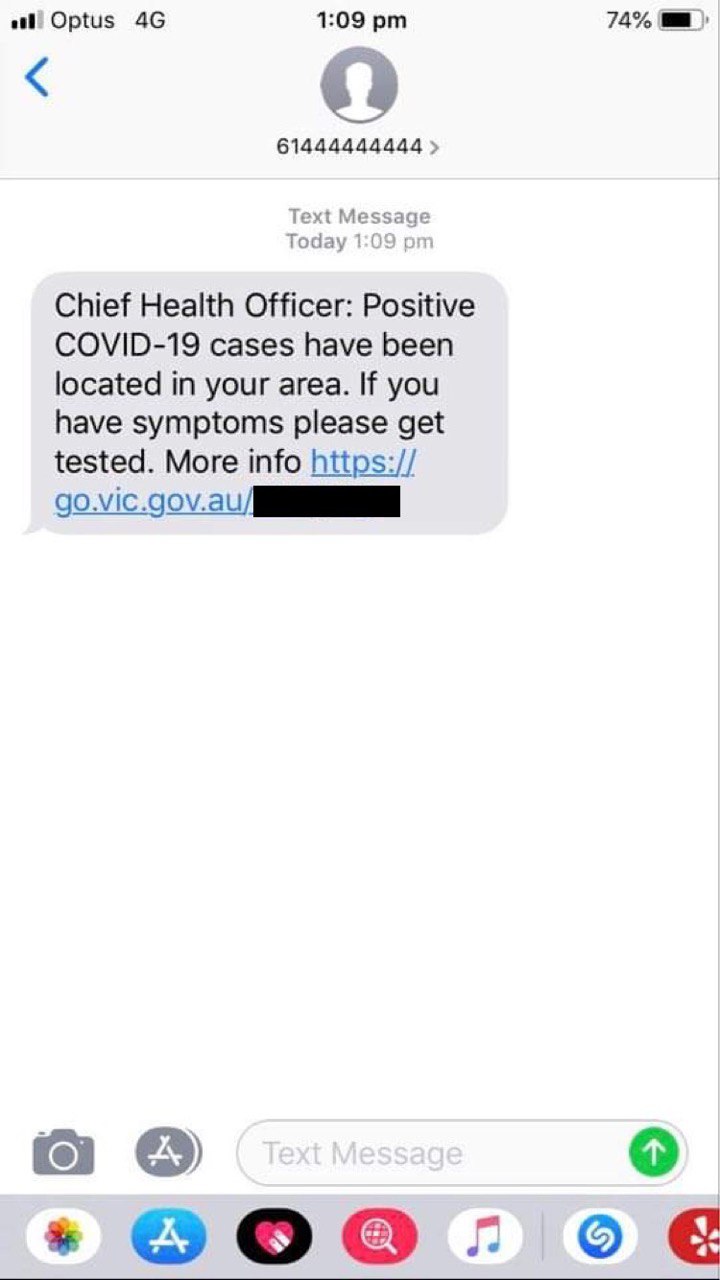 Optus 4G 1:09 pm 74%
61444444444
Text Message
Today 1:09 pm
Chief Health Officer: Positive
COVID-19 cases have been
located in your area. If you
have symptoms please get
tested. More info https://
go.vic.gov.au/
Text Message